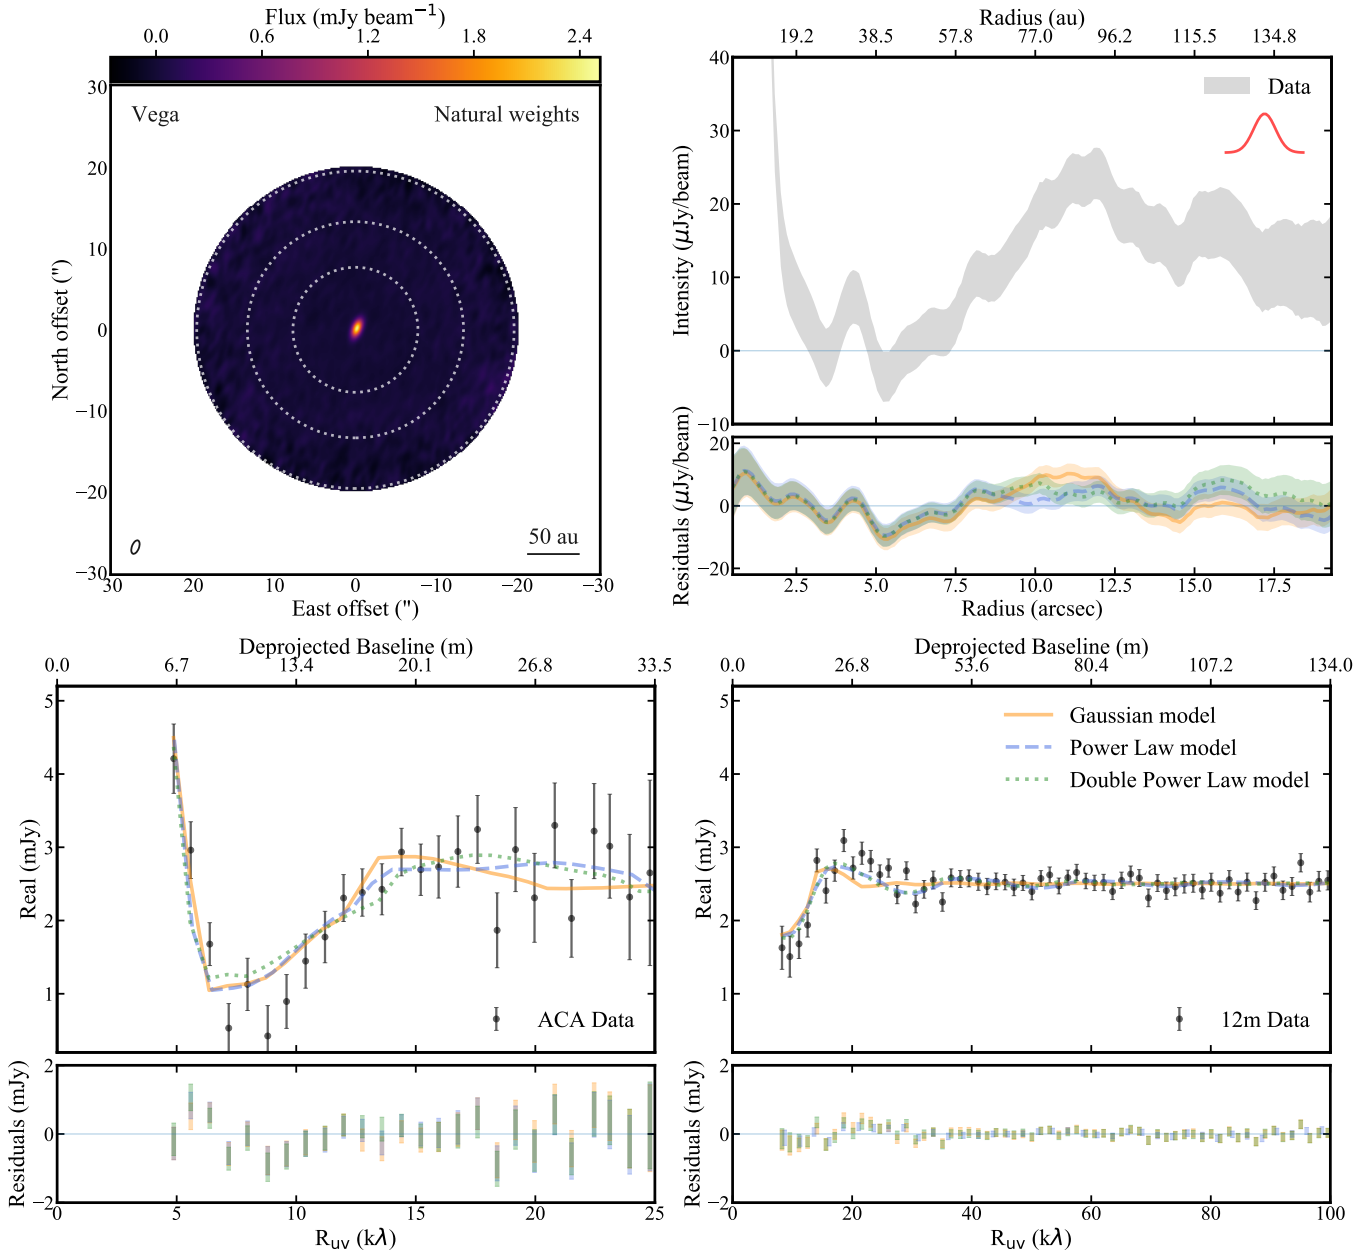 Flux (mJy beam⁻¹)
0.0 0.6 1.2 1.8 2.4
Vega Natural weights
30
20
10
0
−10
−20
−30
North offset (")
50 au
30 20 10 0 −10 −20 −30
East offset (")
Radius (au)
19.2 38.5 57.8 77.0 96.2 115.5 134.8
40
30
20
10
0
−10
Intensity (μJy/beam)
Data
20
0
−20
Residuals (μJy/beam)
2.5 5.0 7.5 10.0 12.5 15.0 17.5
Radius (arcsec)
Deprojected Baseline (m)
0.0 6.7 13.4 20.1 26.8 33.5
5
4
3
2
1
Real (mJy)
ACA Data
2
0
−2
Residuals (mJy)
0 5 10 15 20 25
R_uv (kλ)
Deprojected Baseline (m)
0.0 26.8 53.6 80.4 107.2 134.0
5
4
3
2
1
Real (mJy)
Gaussian model
Power Law model
Double Power Law model
12m Data
2
0
−2
Residuals (mJy)
0 20 40 60 80 100
R_uv (kλ)